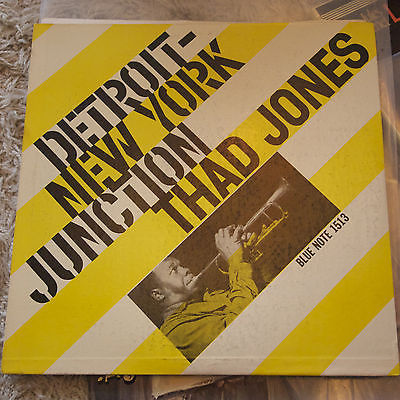 DETROIT-
NEW YORK
JUNCTION
THAD JONES
BLUE NOTE 1513